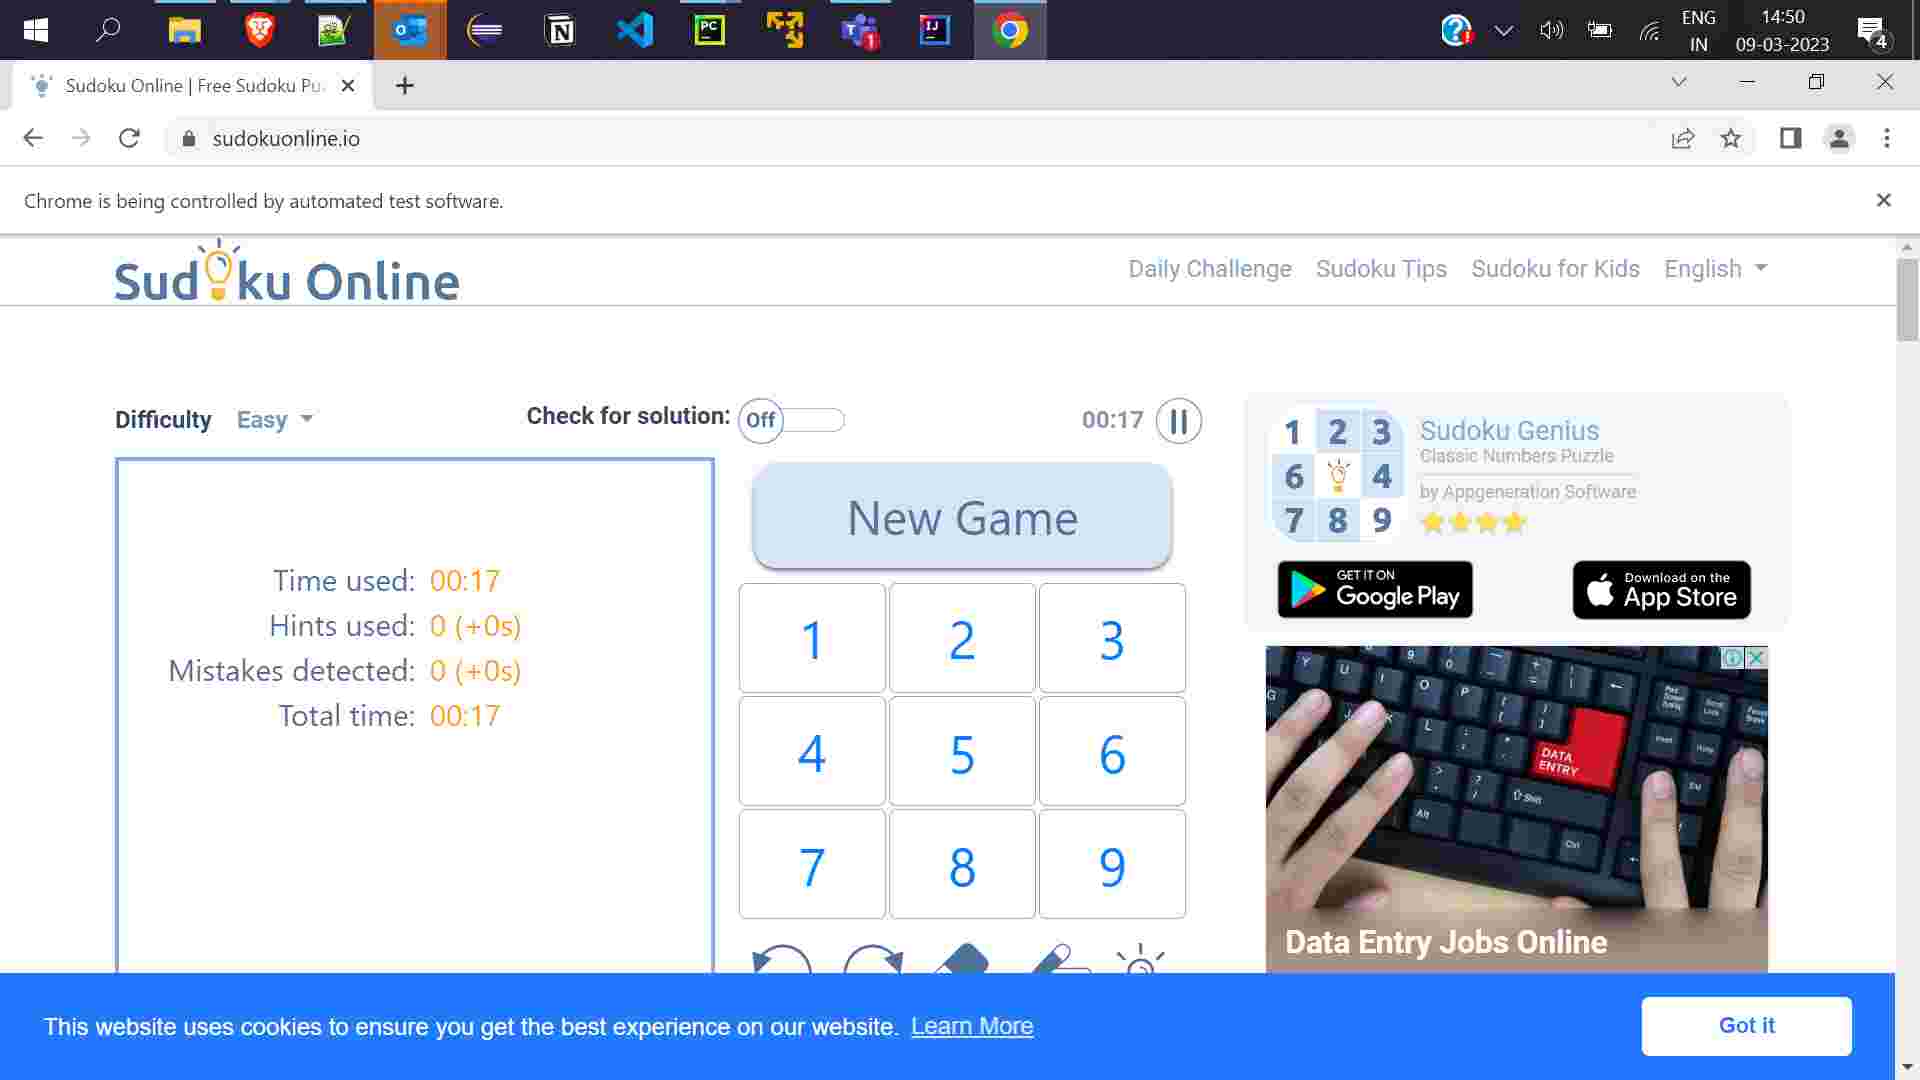 ENG
IN
14:50
09-03-2023
4
PC
1
IJ
Sudoku Online | Free Sudoku Pu
sudokuonline.io
Chrome is being controlled by automated test software.
Sudoku Online
Daily Challenge Sudoku Tips Sudoku for Kids English
Difficulty Easy
Check for solution: Off
00:17
1 2 3
6 4
7 8 9
Sudoku Genius
Classic Numbers Puzzle
by Appgeneration Software
GET IT ON
Google Play
Download on the
App Store
New Game
Time used: 00:17
Hints used: 0 (+0s)
Mistakes detected: 0 (+0s)
Total time: 00:17
1 2 3
4 5 6
7 8 9
DATA
ENTRY
Shift
Alt
Ctrl
Data Entry Jobs Online
This website uses cookies to ensure you get the best experience on our website. Learn More
Got it